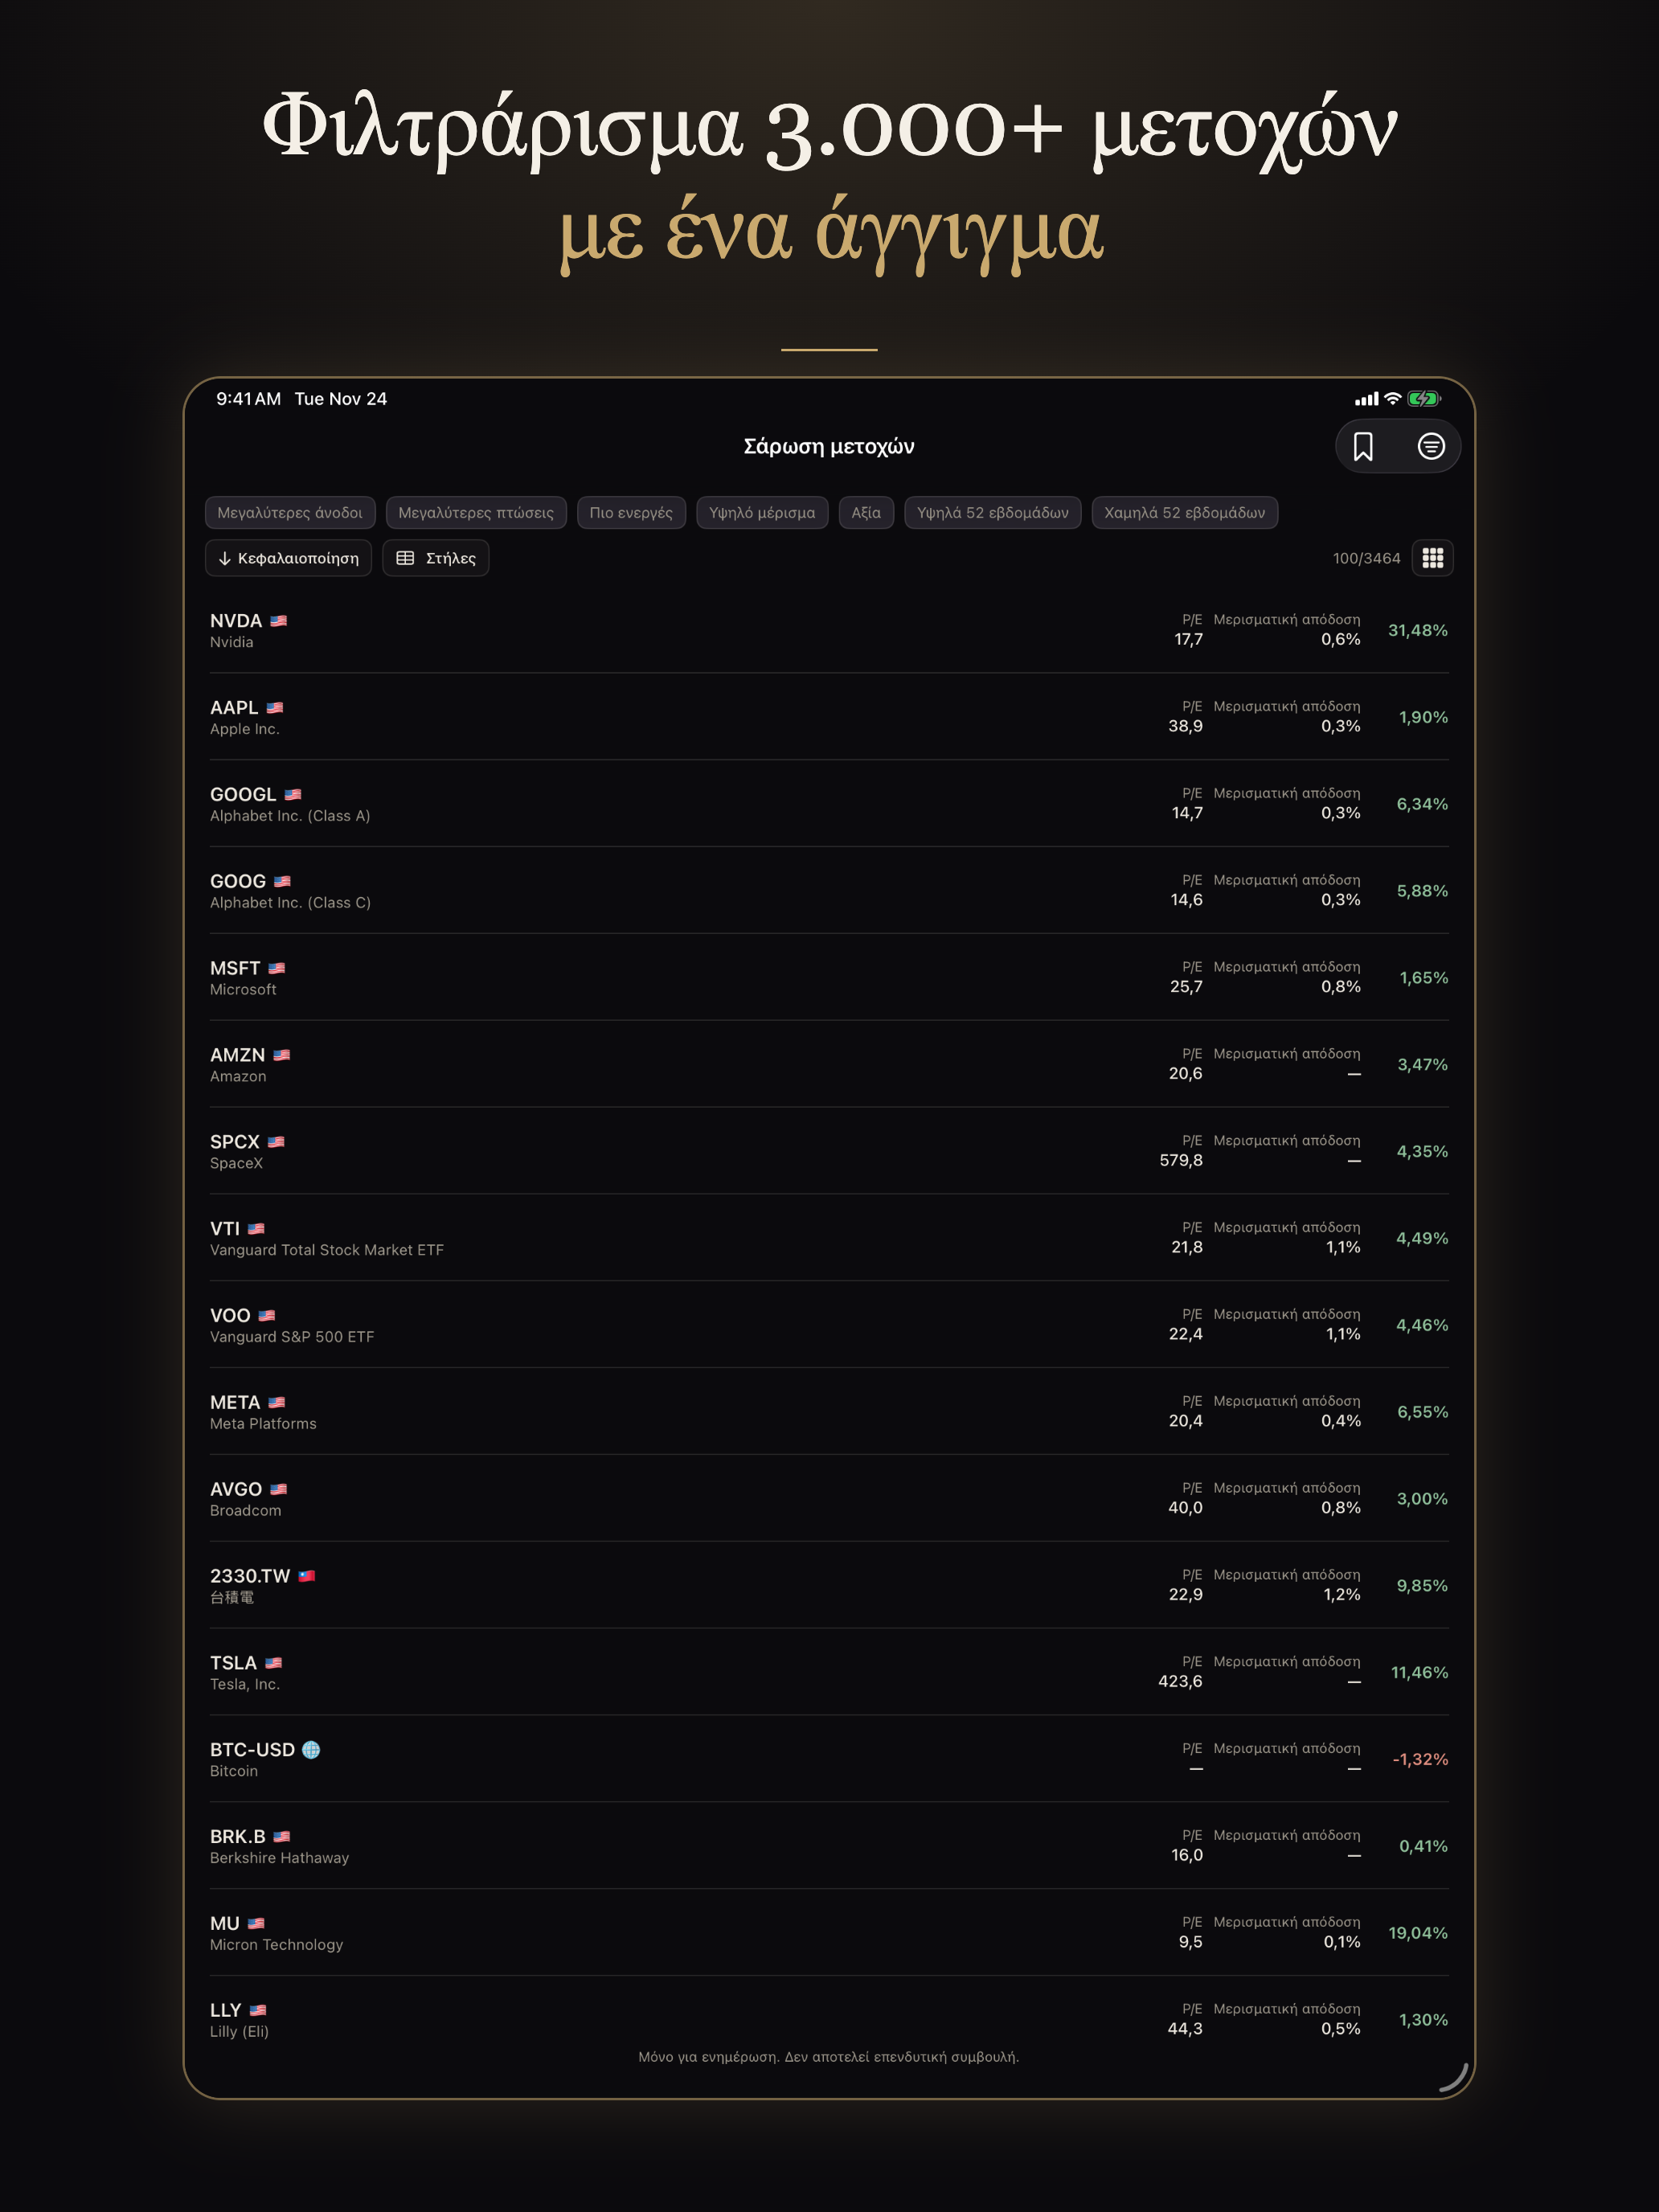 Φιλτράρισμα 3.000+ μετοχών
με ένα άγγιγμα
9:41 AM Tue Nov 24
Σάρωση μετοχών
Μεγαλύτερες άνοδοι Μεγαλύτερες πτώσεις Πιο ενεργές Υψηλό μέρισμα Αξία Υψηλά 52 εβδομάδων Χαμηλά 52 εβδομάδων
↓ Κεφαλαιοποίηση Στήλες 100/3464
NVDA P/E Μερισματική απόδοση 31,48%
Nvidia 17,7 0,6%
AAPL P/E Μερισματική απόδοση 1,90%
Apple Inc. 38,9 0,3%
GOOGL P/E Μερισματική απόδοση 6,34%
Alphabet Inc. (Class A) 14,7 0,3%
GOOG P/E Μερισματική απόδοση 5,88%
Alphabet Inc. (Class C) 14,6 0,3%
MSFT P/E Μερισματική απόδοση 1,65%
Microsoft 25,7 0,8%
AMZN P/E Μερισματική απόδοση 3,47%
Amazon 20,6 —
SPCX P/E Μερισματική απόδοση 4,35%
SpaceX 579,8 —
VTI P/E Μερισματική απόδοση 4,49%
Vanguard Total Stock Market ETF 21,8 1,1%
VOO P/E Μερισματική απόδοση 4,46%
Vanguard S&P 500 ETF 22,4 1,1%
META P/E Μερισματική απόδοση 6,55%
Meta Platforms 20,4 0,4%
AVGO P/E Μερισματική απόδοση 3,00%
Broadcom 40,0 0,8%
2330.TW P/E Μερισματική απόδοση 9,85%
台積電 22,9 1,2%
TSLA P/E Μερισματική απόδοση 11,46%
Tesla, Inc. 423,6 —
BTC-USD P/E Μερισματική απόδοση -1,32%
Bitcoin — —
BRK.B P/E Μερισματική απόδοση 0,41%
Berkshire Hathaway 16,0 —
MU P/E Μερισματική απόδοση 19,04%
Micron Technology 9,5 0,1%
LLY P/E Μερισματική απόδοση 1,30%
Lilly (Eli) 44,3 0,5%
Μόνο για ενημέρωση. Δεν αποτελεί επενδυτική συμβουλή.